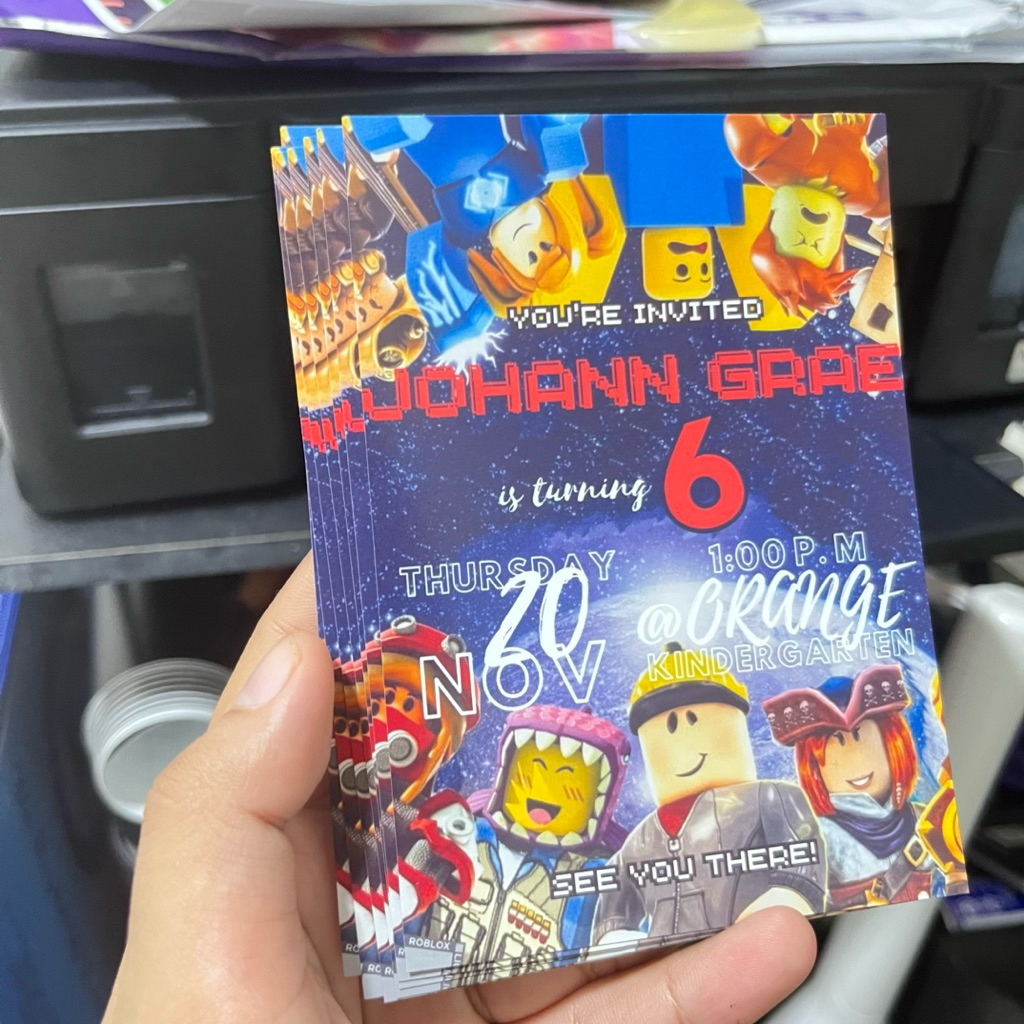 YOU'RE INVITED
JOHANN GRAE
is turning 6
THURSDAY
20
NOV
1:00 P.M
@ORANGE
KINDERGARTEN
SEE YOU THERE!
ROBLOX